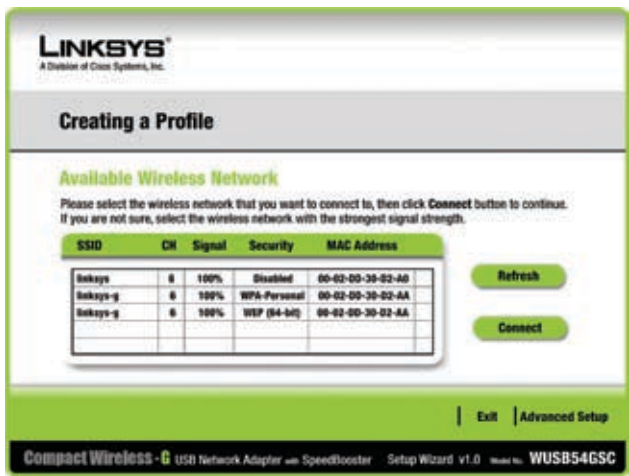 LINKSYS®
A Division of Cisco Systems, Inc.
Creating a Profile
Available Wireless Network
Please select the wireless network that you want to connect to, then click Connect button to continue.
If you are not sure, select the wireless network with the strongest signal strength.
SSID CH Signal Security MAC Address
linksys 6 100% Disabled 00-02-DD-30-D2-A0
linksys-g 6 100% WPA-Personal 00-02-DD-30-D2-AA
linksys-g 6 100% WEP (64-bit) 00-02-DD-30-D2-AA
Refresh
Connect
Exit Advanced Setup
Compact Wireless-G USB Network Adapter with SpeedBooster Setup Wizard v1.0 Model No. WUSB54GSC